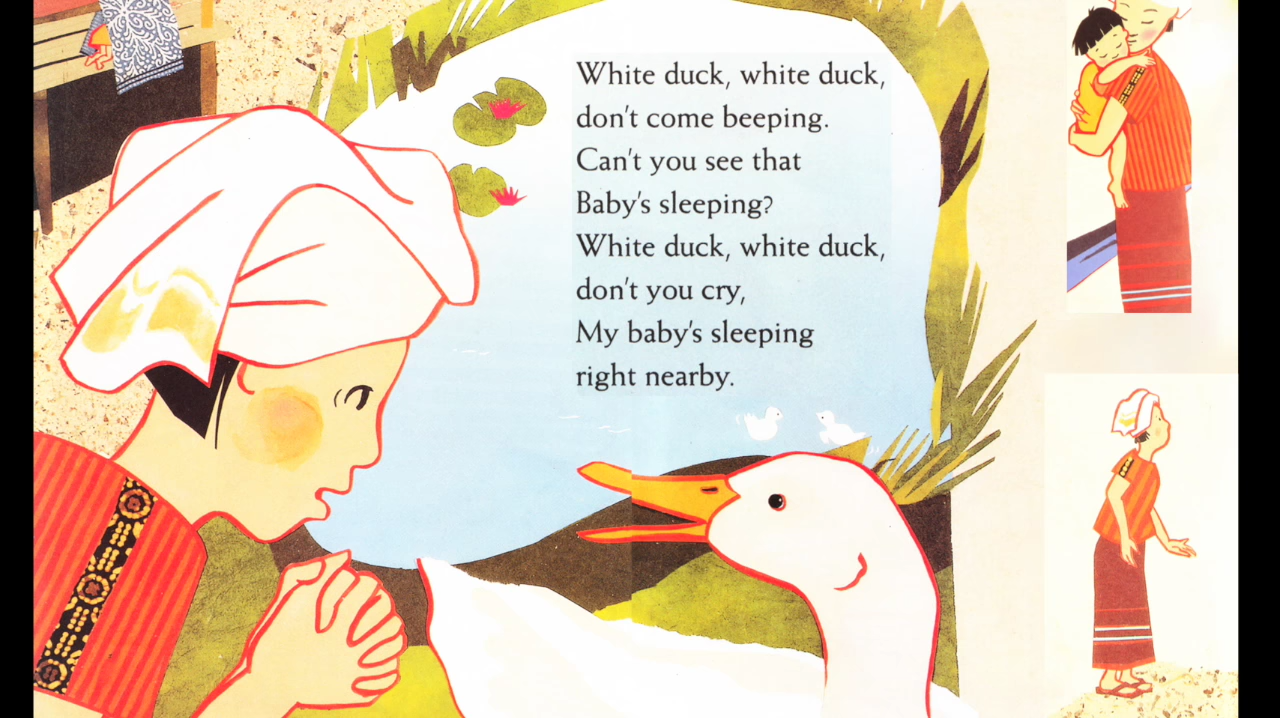 White duck, white duck,
don't come beeping.
Can't you see that
Baby's sleeping?
White duck, white duck,
don't you cry,
My baby's sleeping
right nearby.